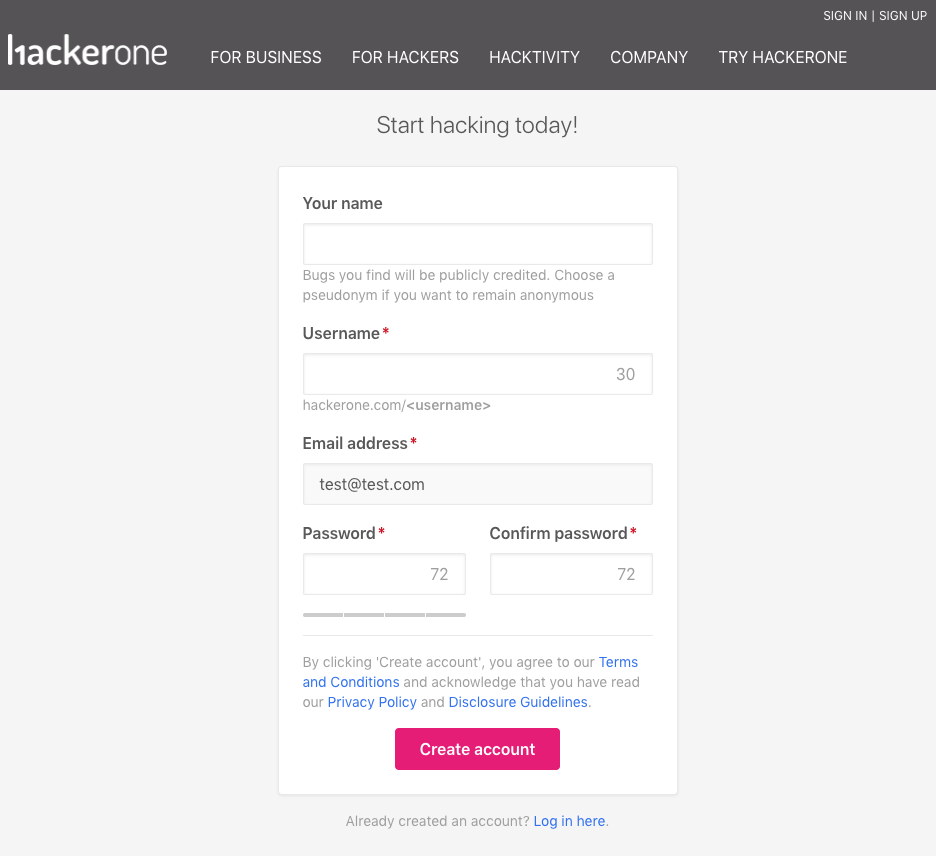 SIGN IN | SIGN UP
hackerone
FOR BUSINESS FOR HACKERS HACKTIVITY COMPANY TRY HACKERONE
Start hacking today!
Your name
Bugs you find will be publicly credited. Choose a
pseudonym if you want to remain anonymous
Username*
30
hackerone.com/<username>
Email address*
test@test.com
Password* Confirm password*
72 72
By clicking 'Create account', you agree to our Terms
and Conditions and acknowledge that you have read
our Privacy Policy and Disclosure Guidelines.
Create account
Already created an account? Log in here.